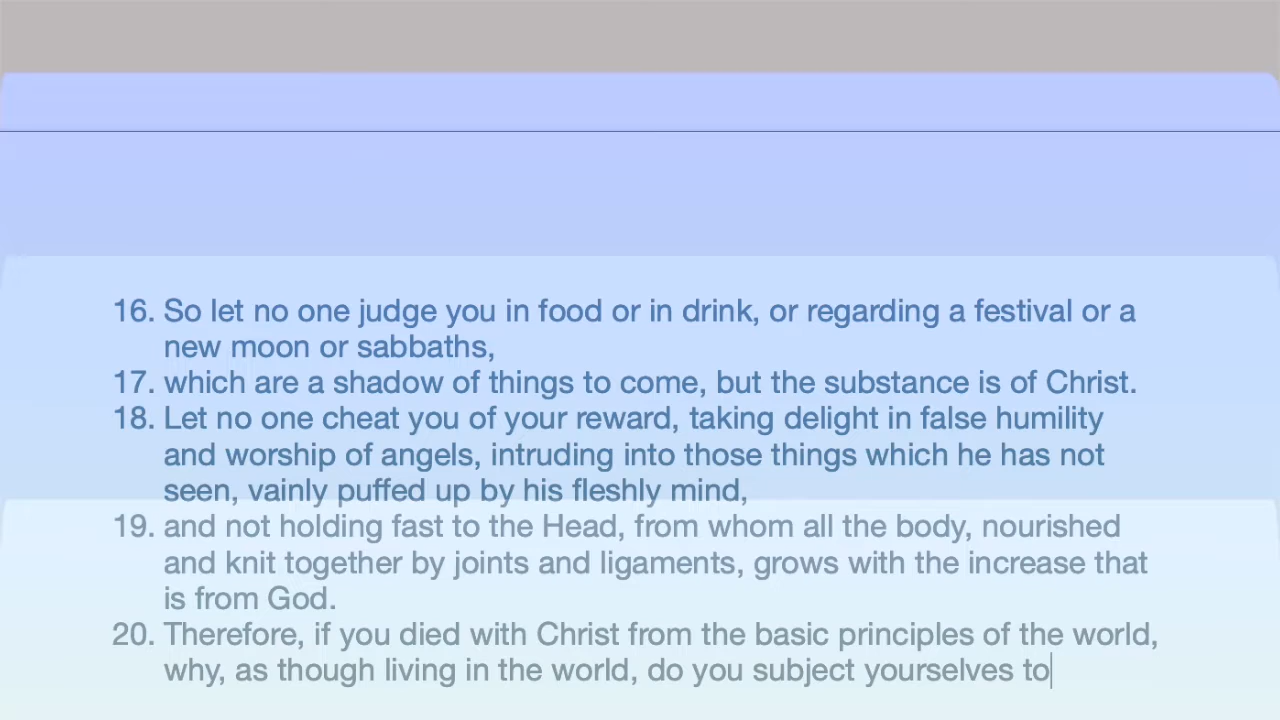 16. So let no one judge you in food or in drink, or regarding a festival or a
new moon or sabbaths,
17. which are a shadow of things to come, but the substance is of Christ.
18. Let no one cheat you of your reward, taking delight in false humility
and worship of angels, intruding into those things which he has not
seen, vainly puffed up by his fleshly mind,
19. and not holding fast to the Head, from whom all the body, nourished
and knit together by joints and ligaments, grows with the increase that
is from God.
20. Therefore, if you died with Christ from the basic principles of the world,
why, as though living in the world, do you subject yourselves to